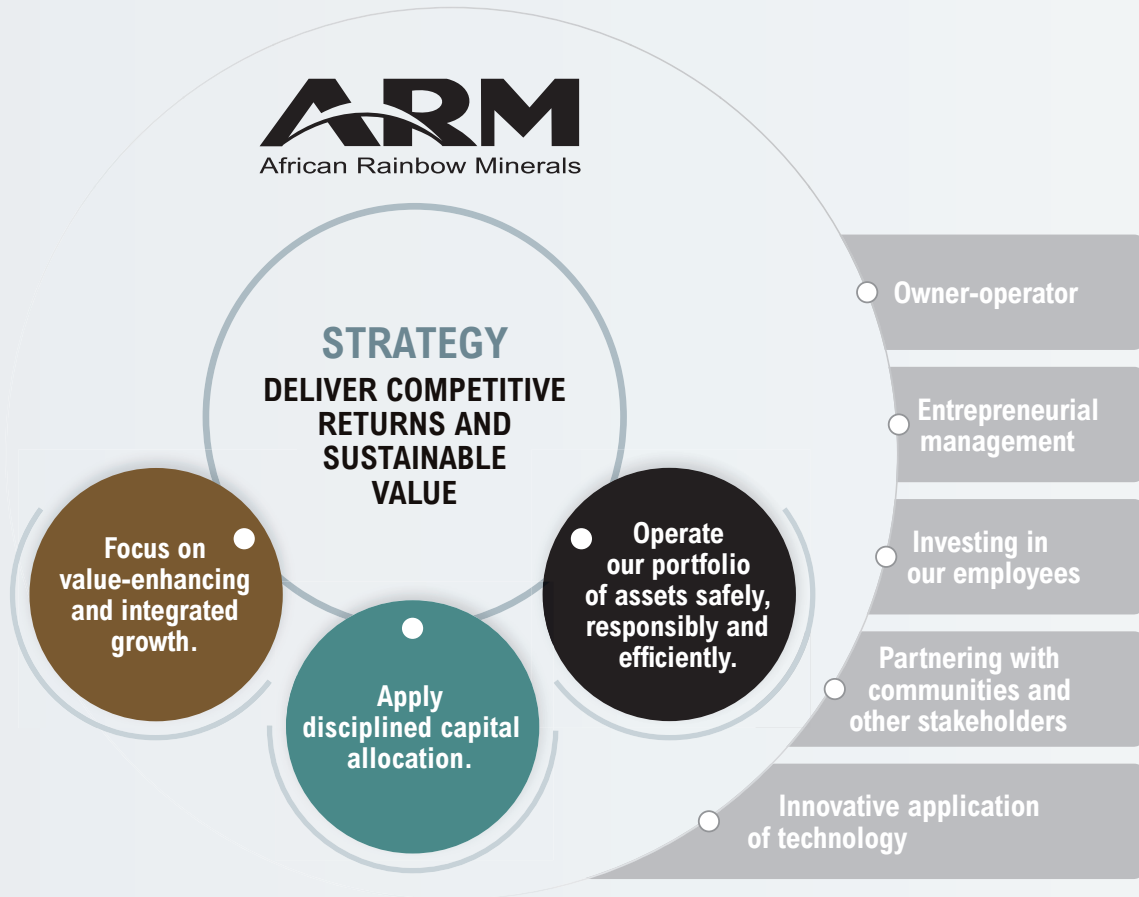 ARM
African Rainbow Minerals
STRATEGY
DELIVER COMPETITIVE
RETURNS AND
SUSTAINABLE
VALUE
Focus on
value-enhancing
and integrated
growth.
Apply
disciplined capital
allocation.
Operate
our portfolio
of assets safely,
responsibly and
efficiently.
Owner-operator
Entrepreneurial
management
Investing in
our employees
Partnering with
communities and
other stakeholders
Innovative application
of technology